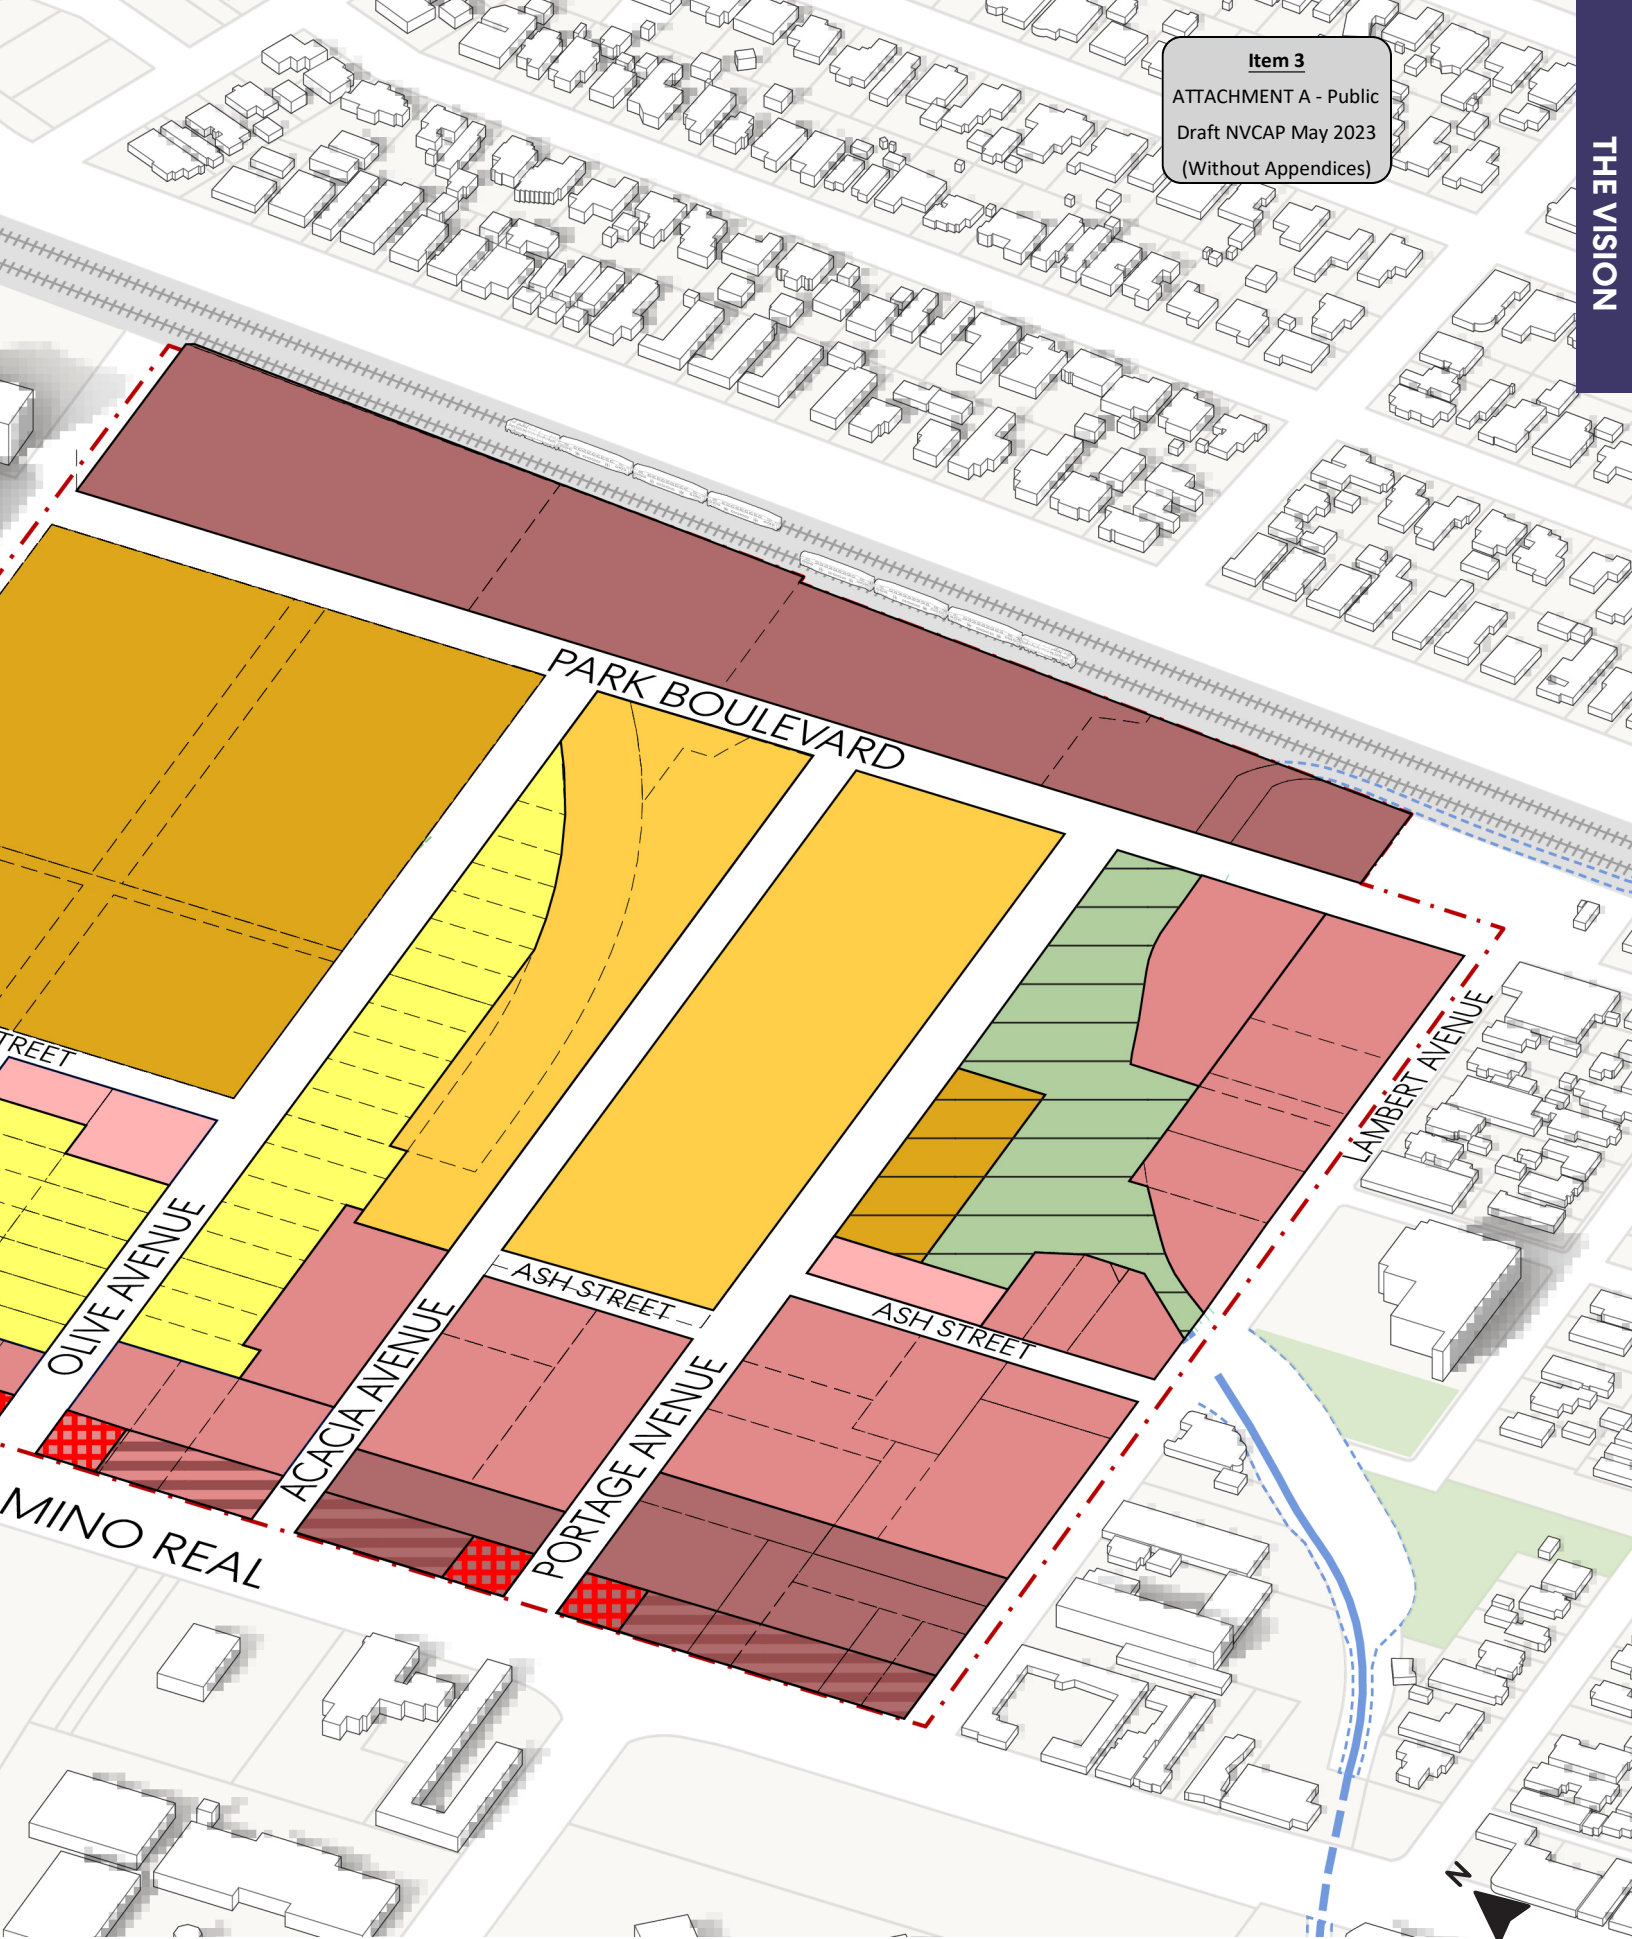 Item 3
ATTACHMENT A - Public
Draft NVCAP May 2023
(Without Appendices)
THE VISION
PARK BOULEVARD
LAMBERT AVENUE
TREET
OLIVE AVENUE
ASH STREET
ASH STREET
ACACIA AVENUE
PORTAGE AVENUE
MINO REAL
N